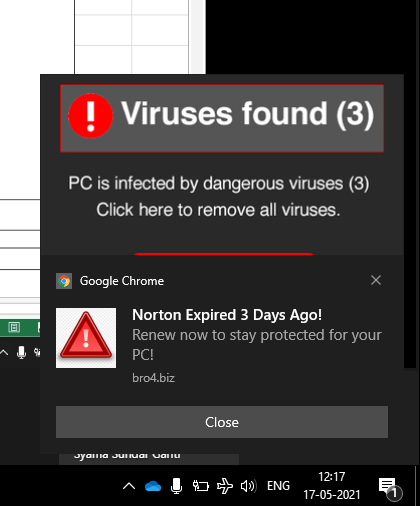 Viruses found (3)
PC is infected by dangerous viruses (3)
Click here to remove all viruses.
Google Chrome
Norton Expired 3 Days Ago!
Renew now to stay protected for your
PC!
bro4.biz
Close
Syama Sundar Ganti
ENG
12:17
17-05-2021
1